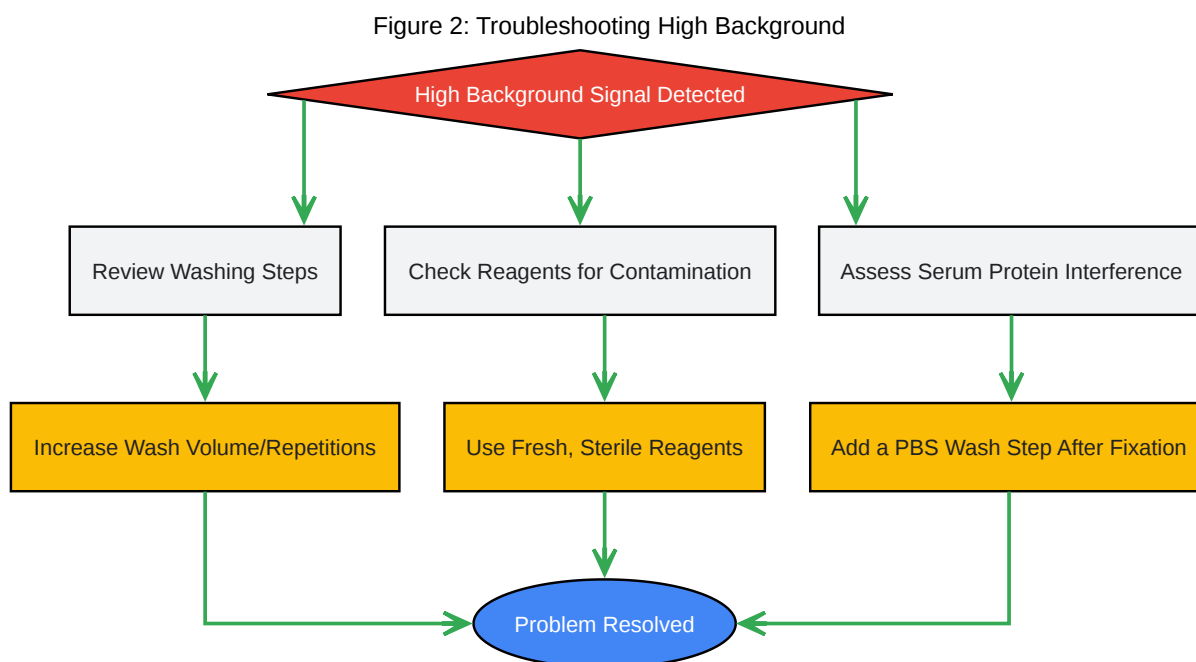 Figure 2: Troubleshooting High Background
High Background Signal Detected
Review Washing Steps
Check Reagents for Contamination
Assess Serum Protein Interference
Increase Wash Volume/Repetitions
Use Fresh, Sterile Reagents
Add a PBS Wash Step After Fixation
Problem Resolved